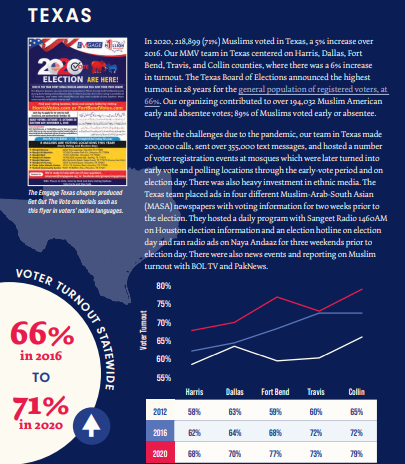 TEXAS
ENGAGE
2020 VOTE
ELECTION ARE HERE!
HarrisVotes.com or FortBendVotes.com
The Emgage Texas chapter produced
Get Out The Vote materials such as
this flyer in voters' native languages.
In 2020, 218,899 (71%) Muslims voted in Texas, a 5% increase over
2016. Our MMV team in Texas centered on Harris, Dallas, Fort
Bend, Travis, and Collin counties, where there was a 6% increase
in turnout. The Texas Board of Elections announced the highest
turnout in 28 years for the general population of registered voters, at
66%. Our organizing contributed to over 194,032 Muslim American
early and absentee votes; 89% of Muslims voted early or absentee.
Despite the challenges due to the pandemic, our team in Texas made
200,000 calls, sent over 355,000 text messages, and hosted a number
of voter registration events at mosques which were later turned into
early vote and polling locations through the early-vote period and on
election day. There was also heavy investment in ethnic media. The
Texas team placed ads in four different Muslim-Arab-South Asian
(MASA) newspapers with voting information for two weeks prior to
the election. They hosted a daily program with Sangeet Radio 1460AM
on Houston election information and an election hotline on election
day and ran radio ads on Naya Andaaz for three weekends prior to
election day. There were also news events and reporting on Muslim
turnout with BOL TV and PakNews.
VOTER TURNOUT STATEWIDE
66%
in 2016
TO
71%
in 2020
Voter Turnout
80%
75%
70%
65%
60%
55%
Harris Dallas Fort Bend Travis Collin
2012 58% 63% 59% 60% 65%
2016 62% 64% 68% 72% 72%
2020 68% 70% 77% 73% 79%